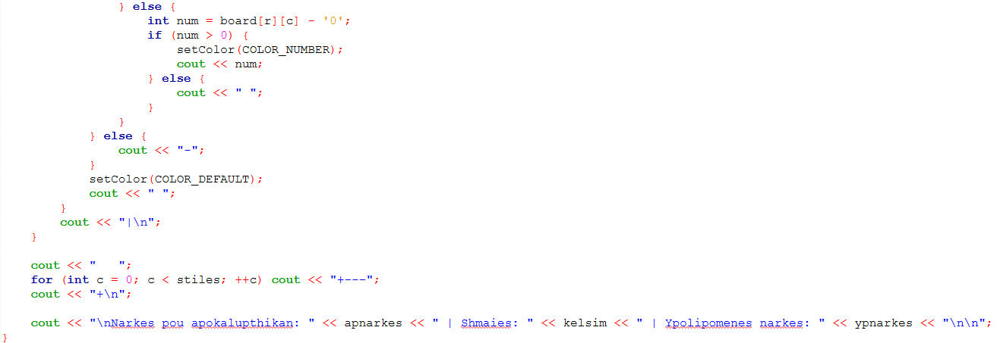 } else {
                    int num = board[r][c] - '0';
                    if (num > 0) {
                        setColor(COLOR_NUMBER);
                        cout << num;
                    } else {
                        cout << " ";
                    }
                }
            } else {
                cout << "-";
            }
            setColor(COLOR_DEFAULT);
            cout << " ";
        }
        cout << "|\n";
    }
    cout << "   ";
    for (int c = 0; c < stiles; ++c) cout << "+---";
    cout << "+\n";
    cout << "\nNarkes pou apokalupthikan: " << apnarkes << " | Shmaies: " << kelsim << " | Ypolipomenes narkes: " << ypnarkes << "\n\n";
}